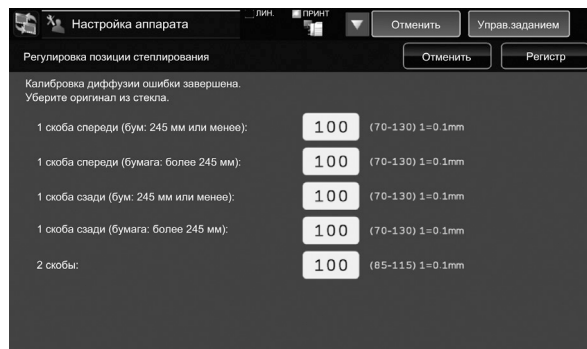 Настройка аппарата
ЛИН.
ПРИНТ
Отменить
Управ.заданием
Регулировка позиции степлирования
Отменить
Регистр
Калибровка диффузии ошибки завершена.
Уберите оригинал из стекла.
1 скоба спереди (бум: 245 мм или менее): 100 (70-130) 1=0.1mm
1 скоба спереди (бумага: более 245 мм): 100 (70-130) 1=0.1mm
1 скоба сзади (бум: 245 мм или менее): 100 (70-130) 1=0.1mm
1 скоба сзади (бумага: более 245 мм): 100 (70-130) 1=0.1mm
2 скобы: 100 (85-115) 1=0.1mm